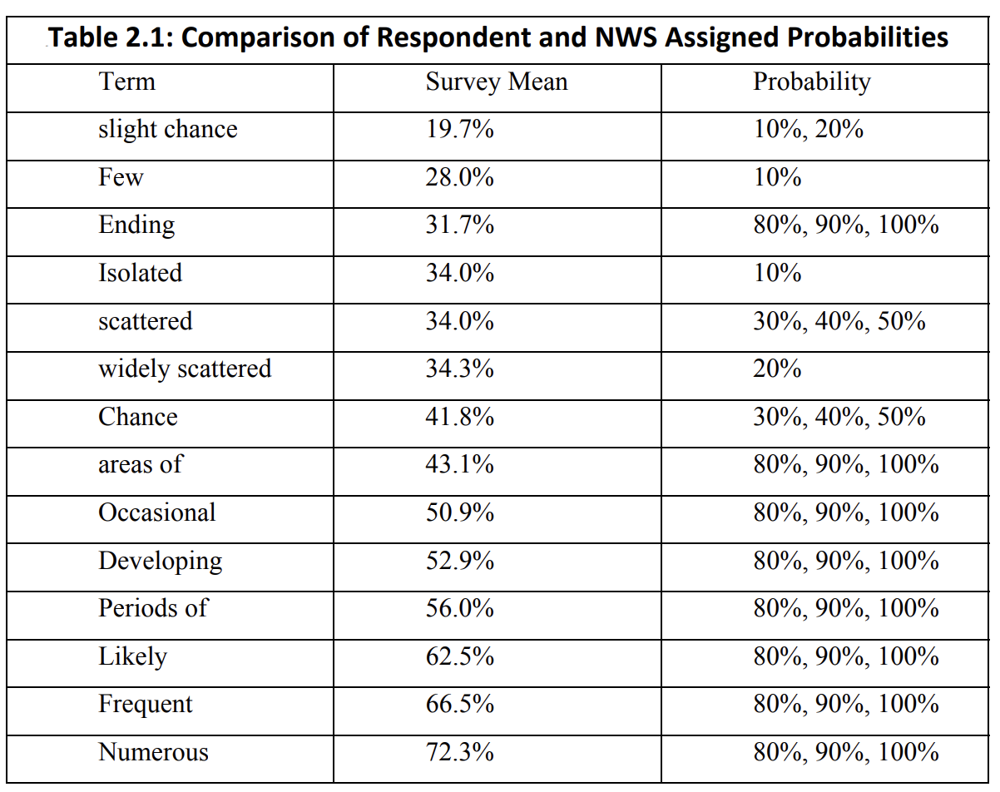 Table 2.1: Comparison of Respondent and NWS Assigned Probabilities
Term Survey Mean Probability
slight chance 19.7% 10%, 20%
Few 28.0% 10%
Ending 31.7% 80%, 90%, 100%
Isolated 34.0% 10%
scattered 34.0% 30%, 40%, 50%
widely scattered 34.3% 20%
Chance 41.8% 30%, 40%, 50%
areas of 43.1% 80%, 90%, 100%
Occasional 50.9% 80%, 90%, 100%
Developing 52.9% 80%, 90%, 100%
Periods of 56.0% 80%, 90%, 100%
Likely 62.5% 80%, 90%, 100%
Frequent 66.5% 80%, 90%, 100%
Numerous 72.3% 80%, 90%, 100%